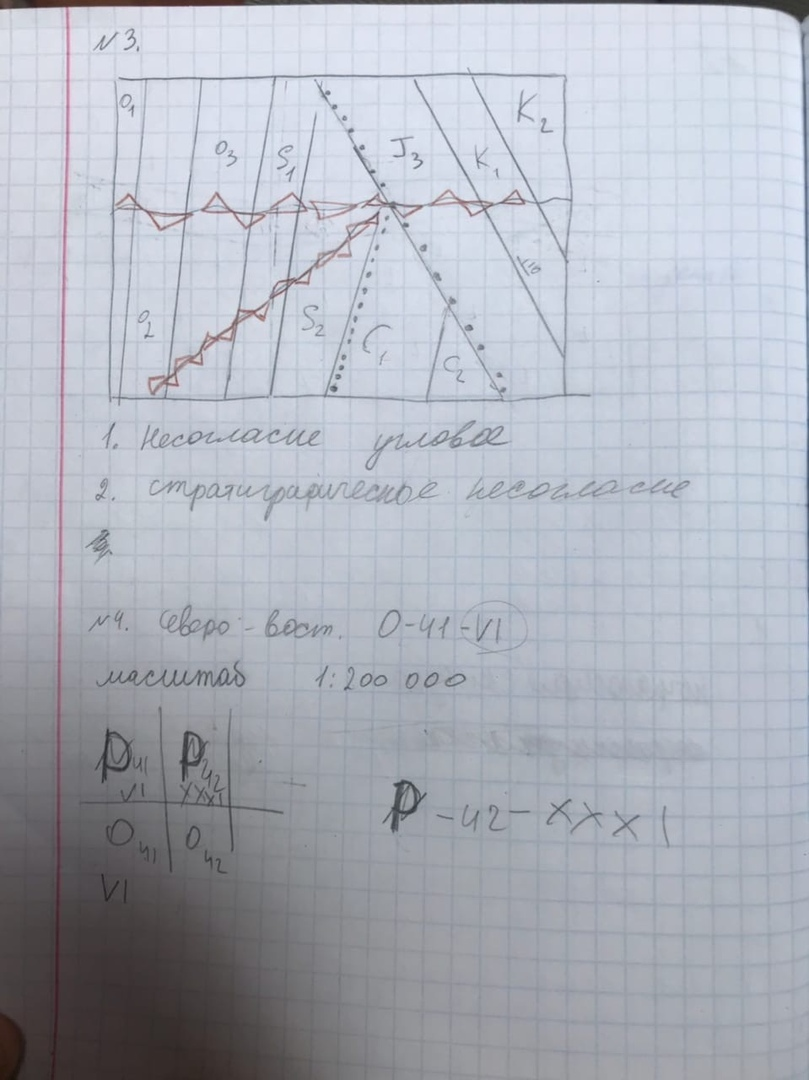 №3.
O₁ O₃ S₁ J₃ K₁ K₂
O₂ S₂ C₁ C₂ 10
1. Несогласие угловое
2. стратиграфическое несогласие
№4. Северо-вост. O-41-VI
масштаб 1:200 000
P₄₁ P₄₂
VI XXXI
O₄₁ O₄₂
VI
P-42-XXXI